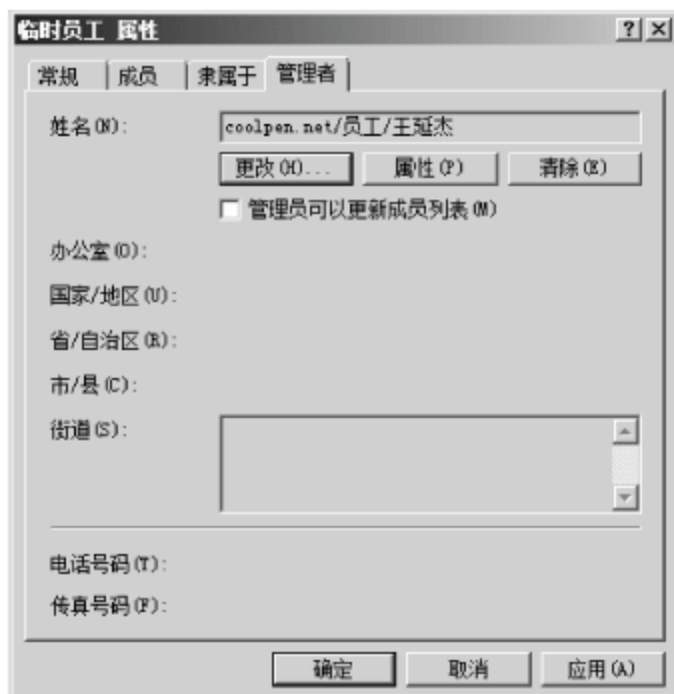 临时员工 属性
常规 成员 隶属于 管理者
姓名(N): coolpen.net/员工/王延杰
更改(H)... 属性(P) 清除(E)
管理员可以更新成员列表(M)
办公室(O):
国家/地区(U):
省/自治区(R):
市/县(C):
街道(S):
电话号码(T):
传真号码(F):
确定 取消 应用(A)